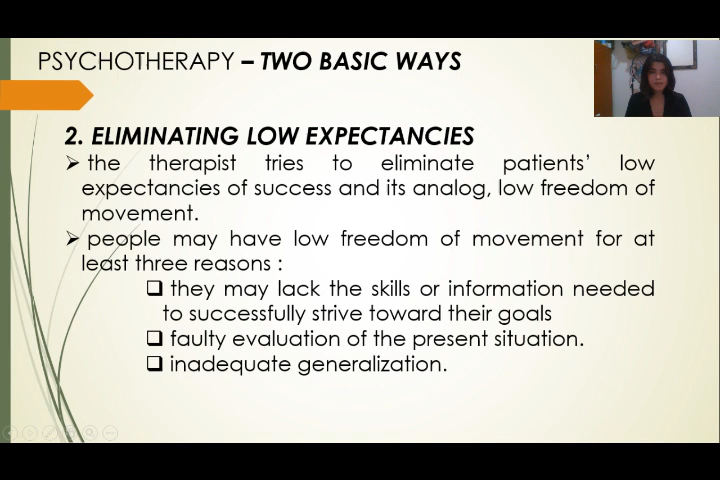 PSYCHOTHERAPY – TWO BASIC WAYS
2. ELIMINATING LOW EXPECTANCIES
the therapist tries to eliminate patients’ low
expectancies of success and its analog, low freedom of
movement.
people may have low freedom of movement for at
least three reasons :
they may lack the skills or information needed
to successfully strive toward their goals
faulty evaluation of the present situation.
inadequate generalization.